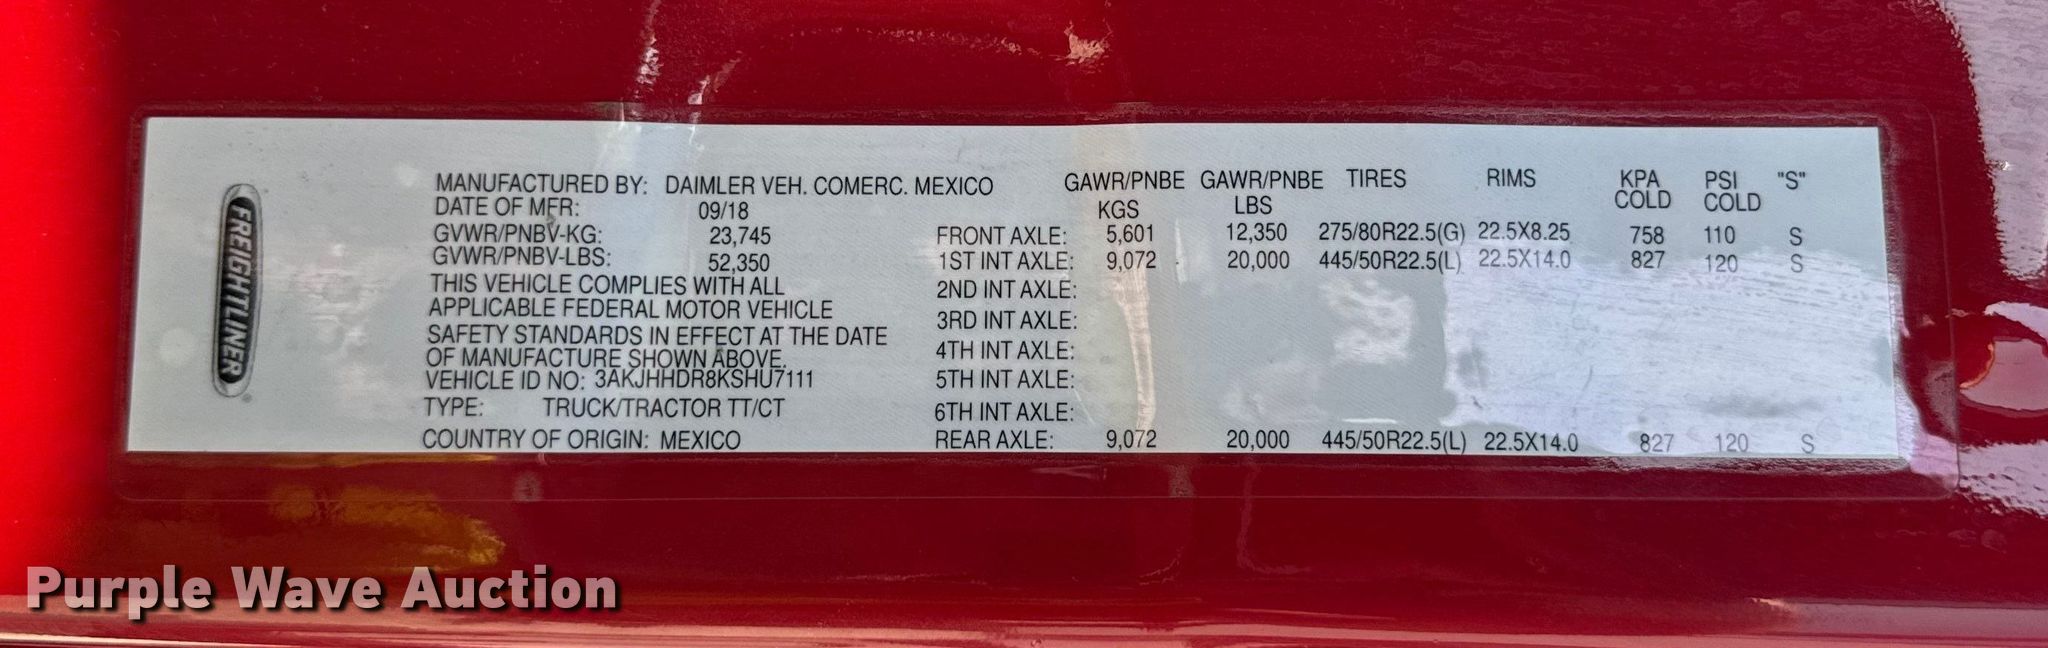 FREIGHTLINER
MANUFACTURED BY: DAIMLER VEH. COMERC. MEXICO
DATE OF MFR: 09/18
GVWR/PNBV-KG: 23,745
GVWR/PNBV-LBS: 52,350
THIS VEHICLE COMPLIES WITH ALL
APPLICABLE FEDERAL MOTOR VEHICLE
SAFETY STANDARDS IN EFFECT AT THE DATE
OF MANUFACTURE SHOWN ABOVE.
VEHICLE ID NO: 3AKJHHDR8KSHU7111
TYPE: TRUCK/TRACTOR TT/CT
COUNTRY OF ORIGIN: MEXICO
GAWR/PNBE GAWR/PNBE TIRES RIMS KPA PSI "S"
KGS LBS COLD COLD
FRONT AXLE: 5,601 12,350 275/80R22.5(G) 22.5X8.25 758 110 S
1ST INT AXLE: 9,072 20,000 445/50R22.5(L) 22.5X14.0 827 120 S
2ND INT AXLE:
3RD INT AXLE:
4TH INT AXLE:
5TH INT AXLE:
6TH INT AXLE:
REAR AXLE: 9,072 20,000 445/50R22.5(L) 22.5X14.0 827 120 S
Purple Wave Auction